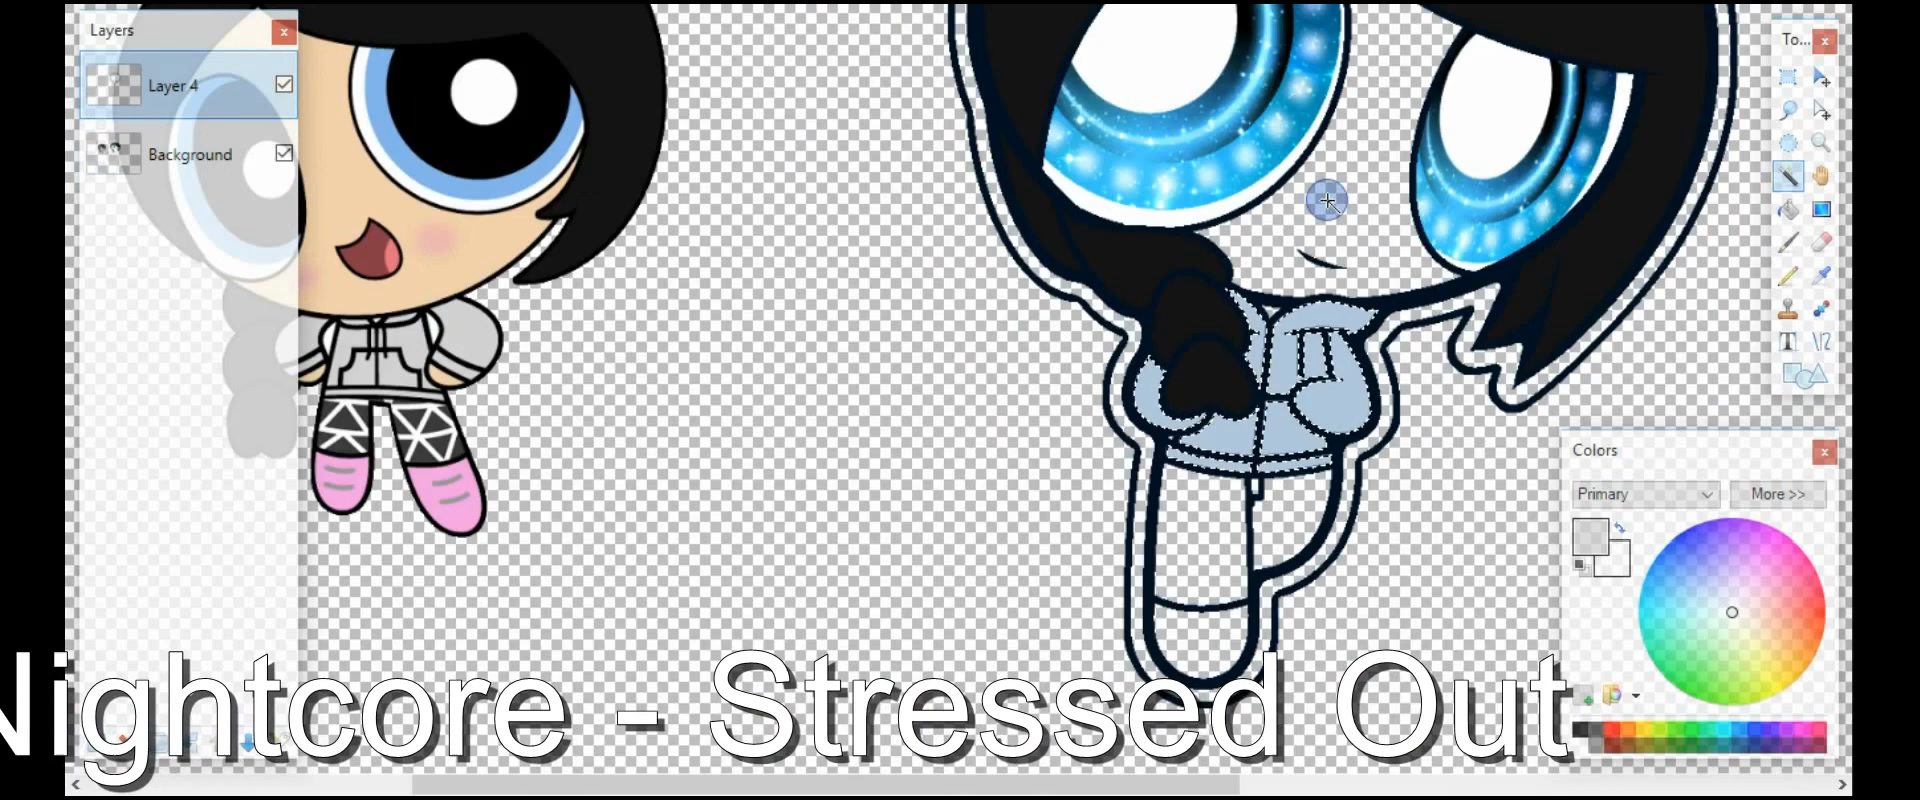 Layers
Layer 4
Background
To...
Colors
Primary
More >>
Nightcore - Stressed Out